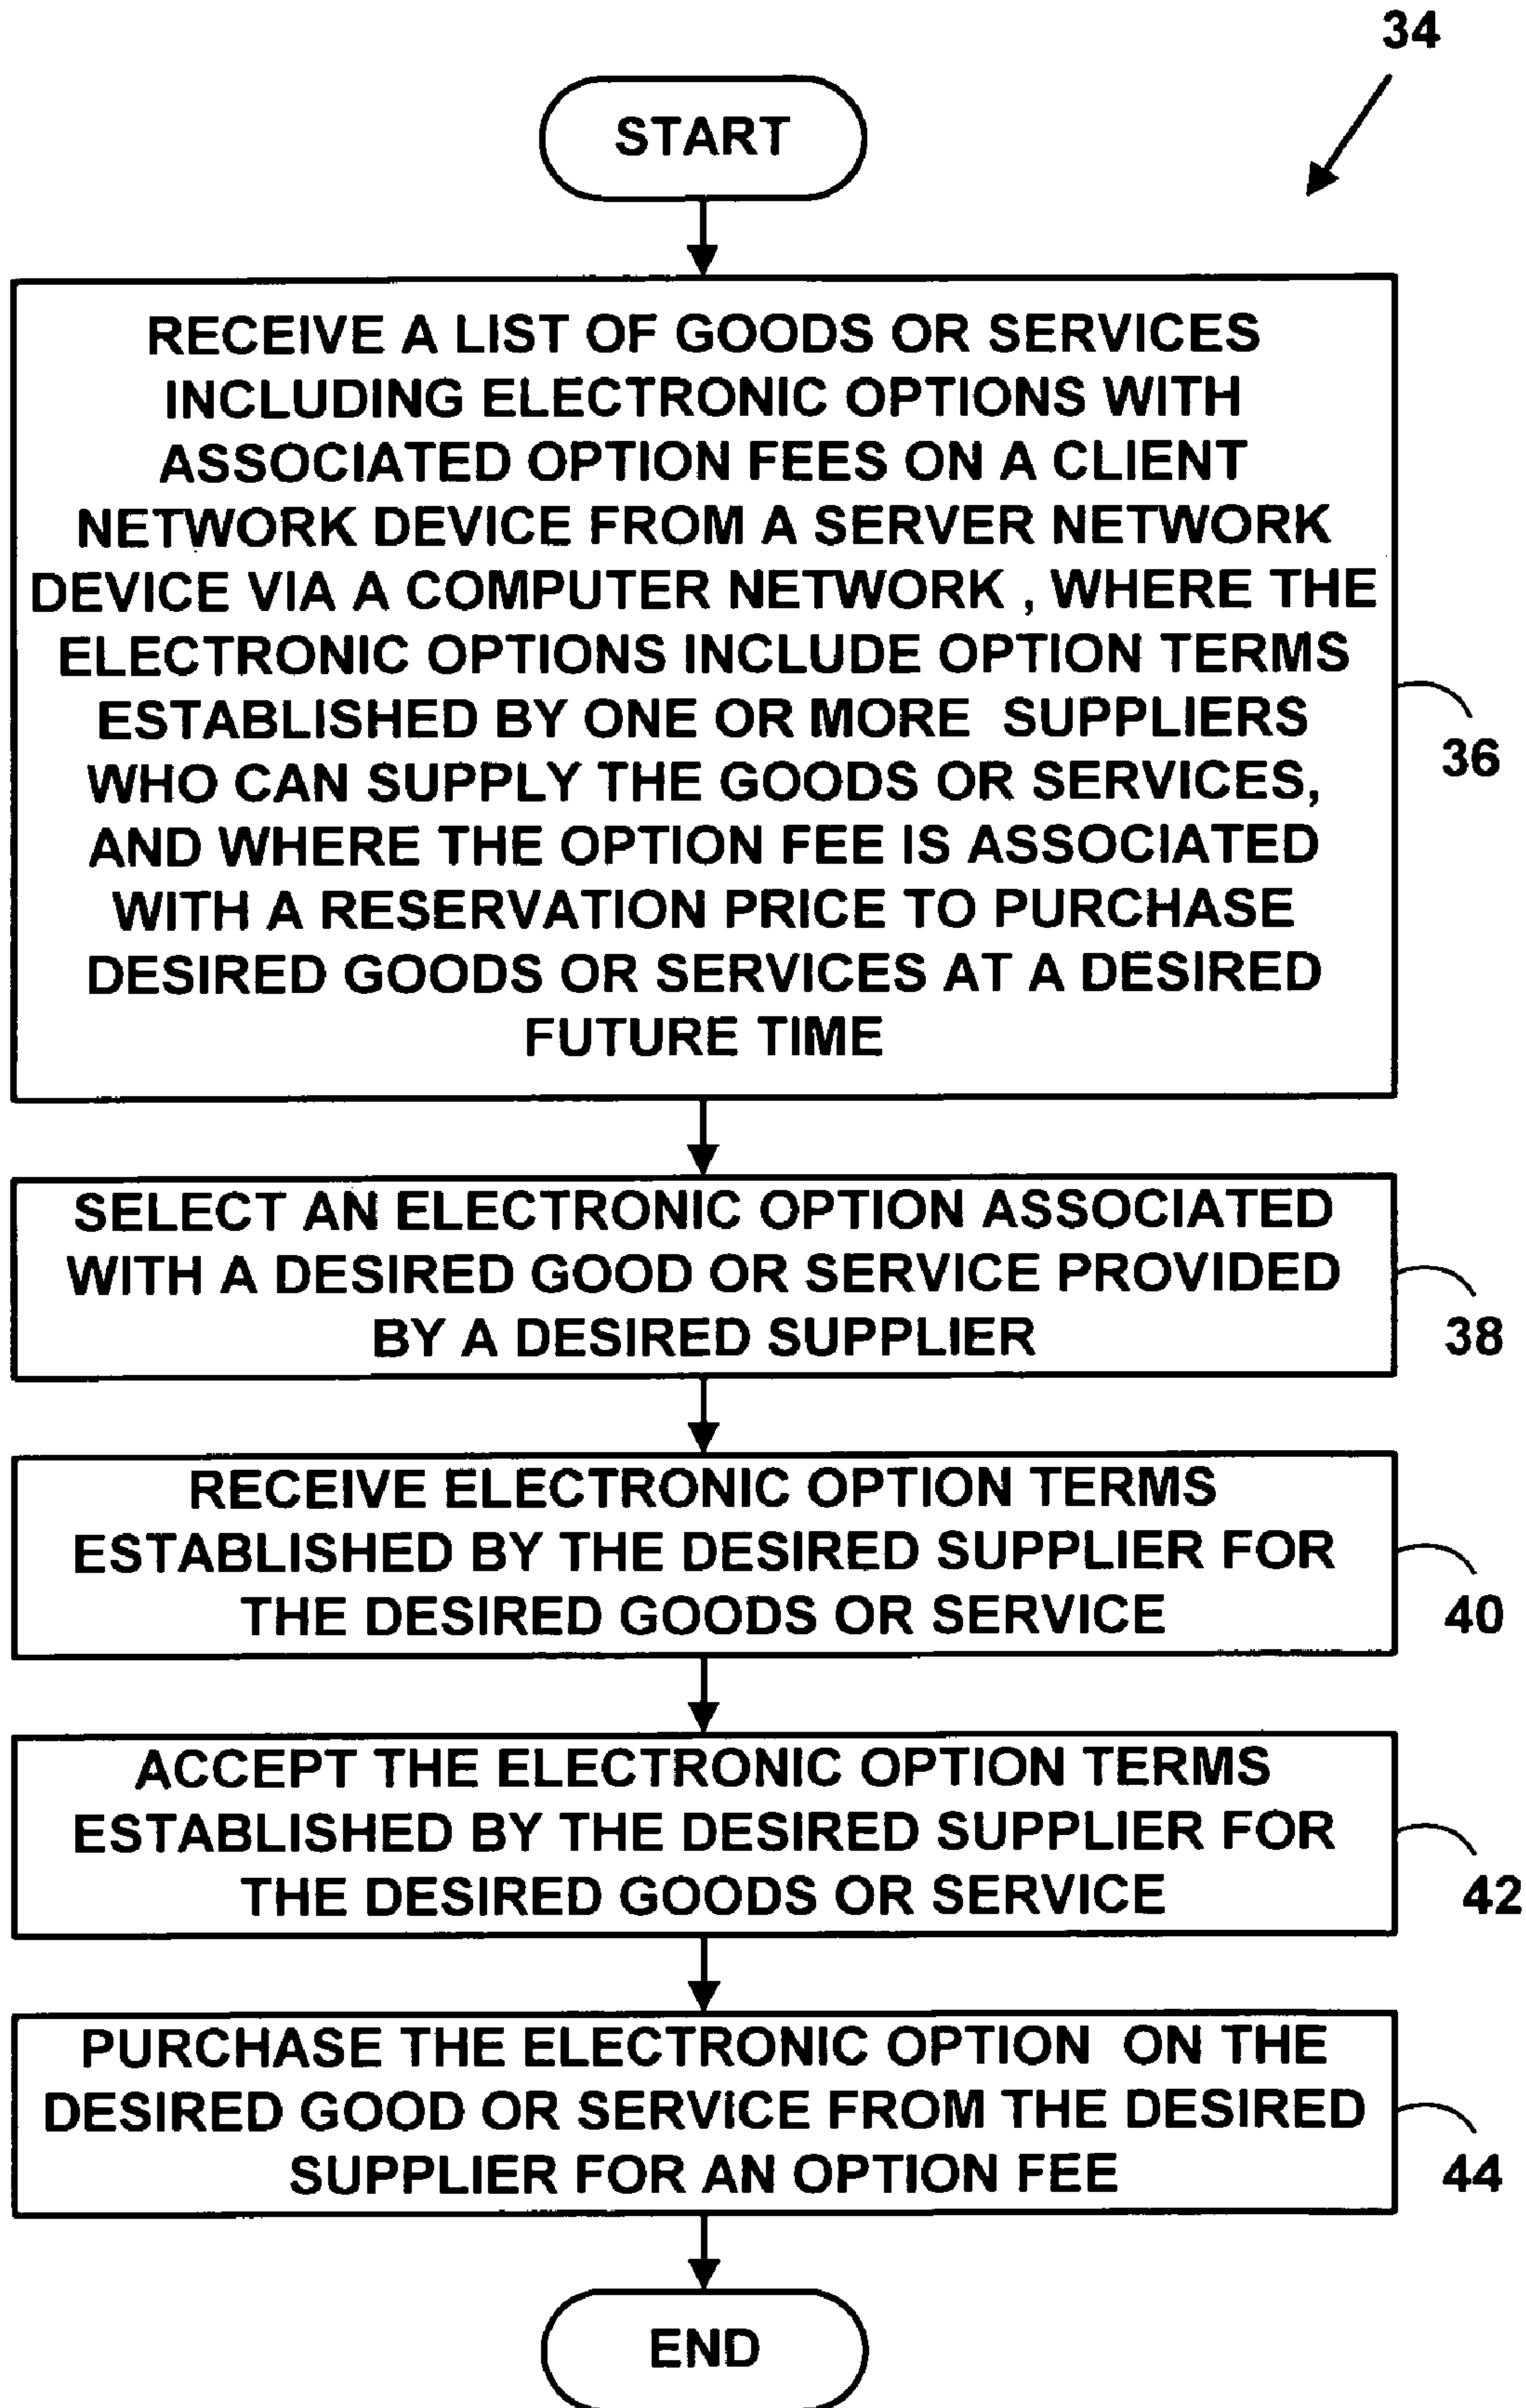 34
START
RECEIVE A LIST OF GOODS OR SERVICES
INCLUDING ELECTRONIC OPTIONS WITH
ASSOCIATED OPTION FEES ON A CLIENT
NETWORK DEVICE FROM A SERVER NETWORK
DEVICE VIA A COMPUTER NETWORK , WHERE THE
ELECTRONIC OPTIONS INCLUDE OPTION TERMS
ESTABLISHED BY ONE OR MORE SUPPLIERS
WHO CAN SUPPLY THE GOODS OR SERVICES,
AND WHERE THE OPTION FEE IS ASSOCIATED
WITH A RESERVATION PRICE TO PURCHASE
DESIRED GOODS OR SERVICES AT A DESIRED
FUTURE TIME
36
SELECT AN ELECTRONIC OPTION ASSOCIATED
WITH A DESIRED GOOD OR SERVICE PROVIDED
BY A DESIRED SUPPLIER
38
RECEIVE ELECTRONIC OPTION TERMS
ESTABLISHED BY THE DESIRED SUPPLIER FOR
THE DESIRED GOODS OR SERVICE
40
ACCEPT THE ELECTRONIC OPTION TERMS
ESTABLISHED BY THE DESIRED SUPPLIER FOR
THE DESIRED GOODS OR SERVICE
42
PURCHASE THE ELECTRONIC OPTION ON THE
DESIRED GOOD OR SERVICE FROM THE DESIRED
SUPPLIER FOR AN OPTION FEE
44
END